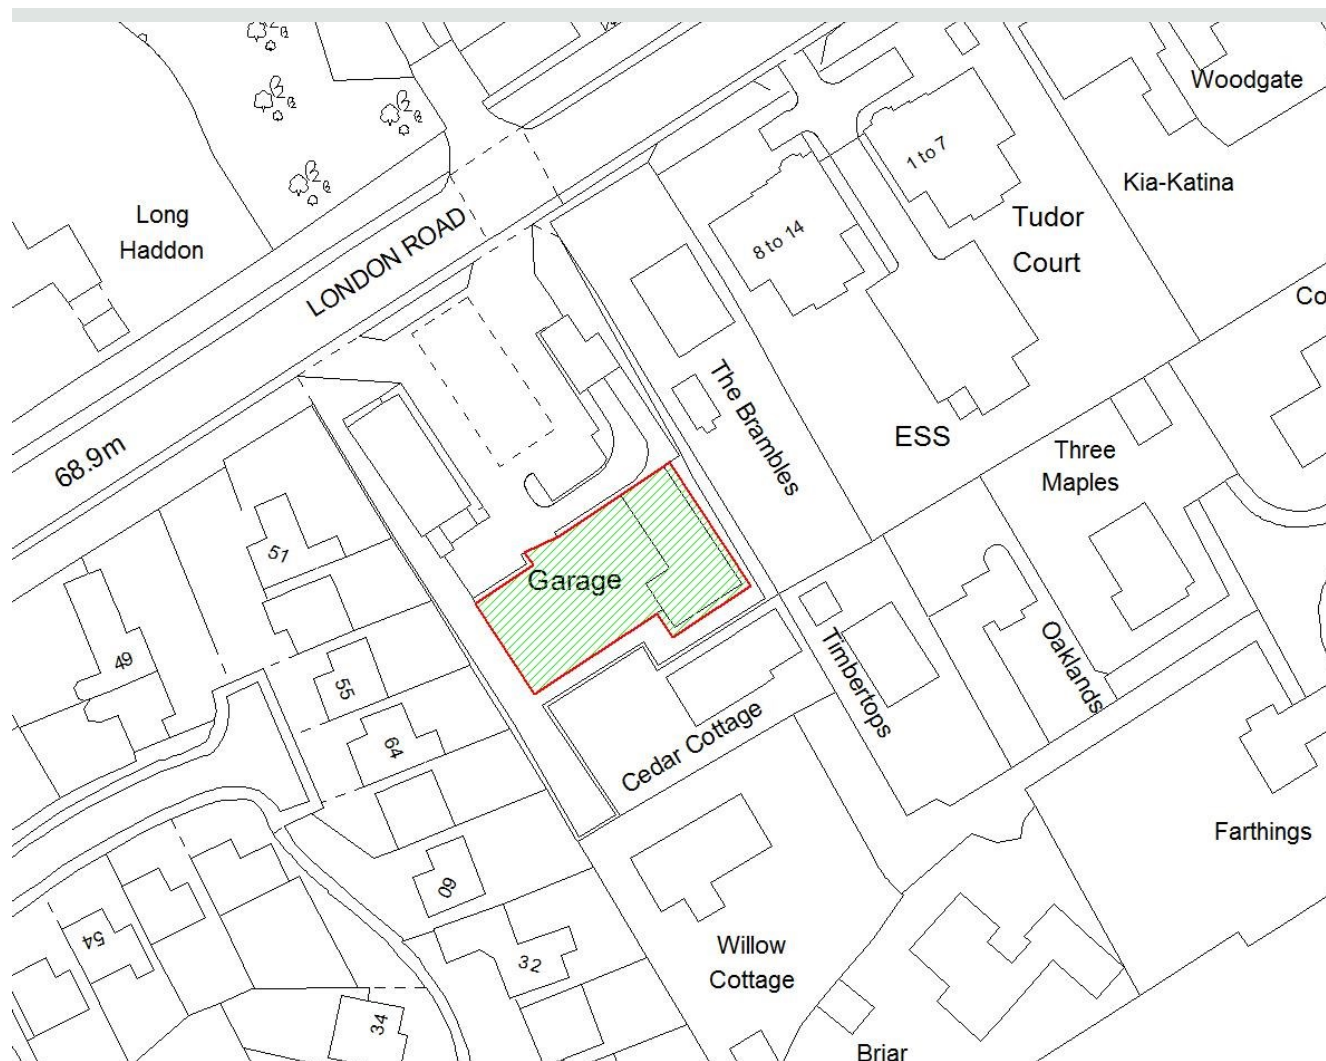 Woodgate
Kia-Katina
1 to 7
Long
Haddon
Tudor
Court
8 to 14
LONDON ROAD
Co
The Brambles
ESS
68.9m
Three
Maples
51
Garage
49
55
64
Timbertops
Oaklands
Cedar Cottage
Farthings
60
54
32
Willow
Cottage
34
Briar